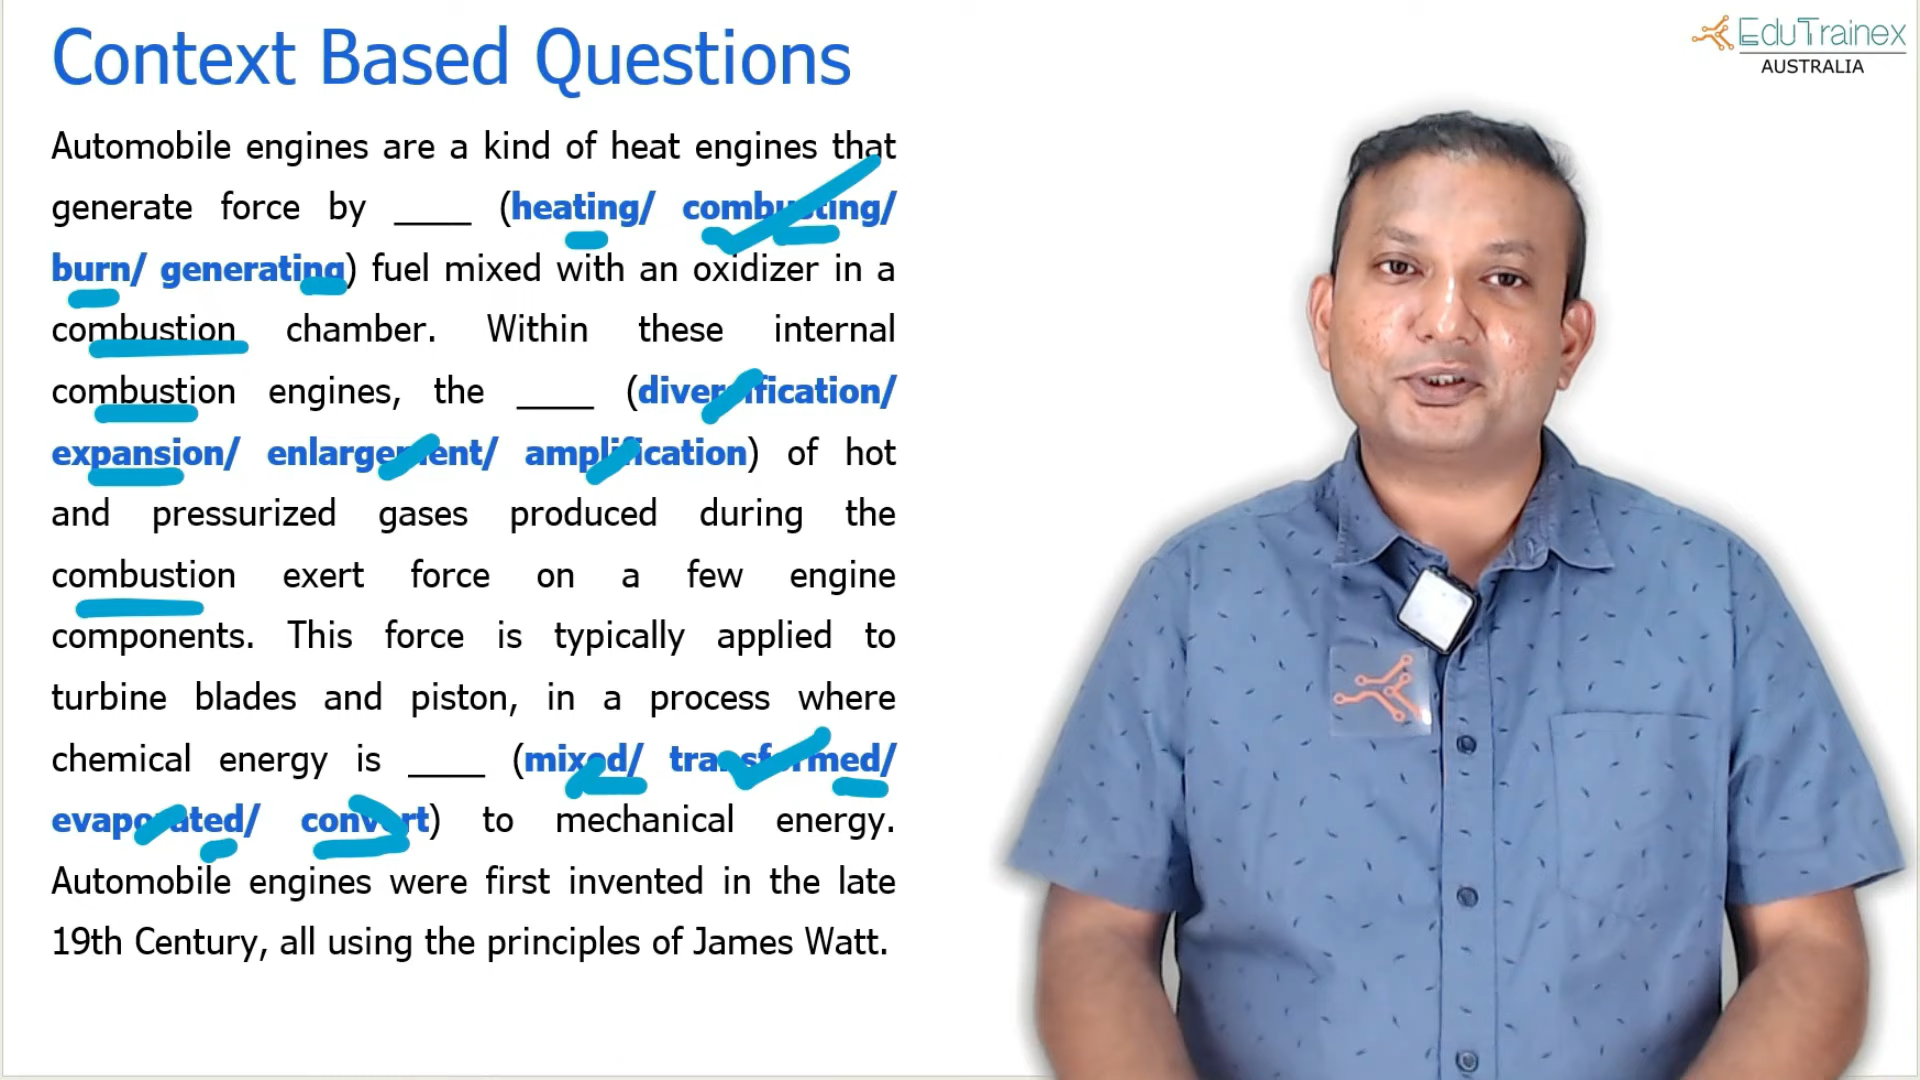 Context Based Questions
EduTrainex
AUSTRALIA
Automobile engines are a kind of heat engines that
generate force by ____ (heating/ combusting/
burn/ generating) fuel mixed with an oxidizer in a
combustion chamber. Within these internal
combustion engines, the ____ (diversification/
expansion/ enlargement/ amplification) of hot
and pressurized gases produced during the
combustion exert force on a few engine
components. This force is typically applied to
turbine blades and piston, in a process where
chemical energy is ____ (mixed/ transformed/
evaporated/ convert) to mechanical energy.
Automobile engines were first invented in the late
19th Century, all using the principles of James Watt.